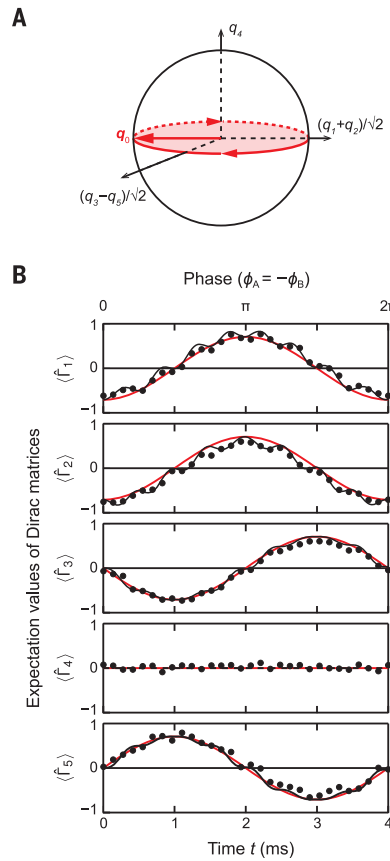 A
q₄
q₀
(q₁+q₂)/√2
(q₃−q₅)/√2
B
Phase (ϕ_A = −ϕ_B)
0 π 2π
Expectation values of Dirac matrices
⟨Γ̂₁⟩
1
0
−1
⟨Γ̂₂⟩
1
0
−1
⟨Γ̂₃⟩
1
0
−1
⟨Γ̂₄⟩
1
0
−1
⟨Γ̂₅⟩
1
0
−1
0 1 2 3 4
Time t (ms)